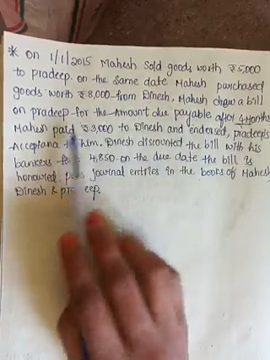 * On 1/1/2015 Mahesh sold goods worth ₹5,000
to pradeep. on the same date Mahesh purchased
goods worth ₹8,000 from Dinesh. Mahesh draw a bill
on pradeep for the Amount due payable after 4 Months
Mahesh paid ₹3,000 to Dinesh and endorsed, pradeep's
Acceptance to him. Dinesh discounted the bill with his
bankers 4,850 on the due date the bill is
honoured journal entries in the books of Mahesh
Dinesh &